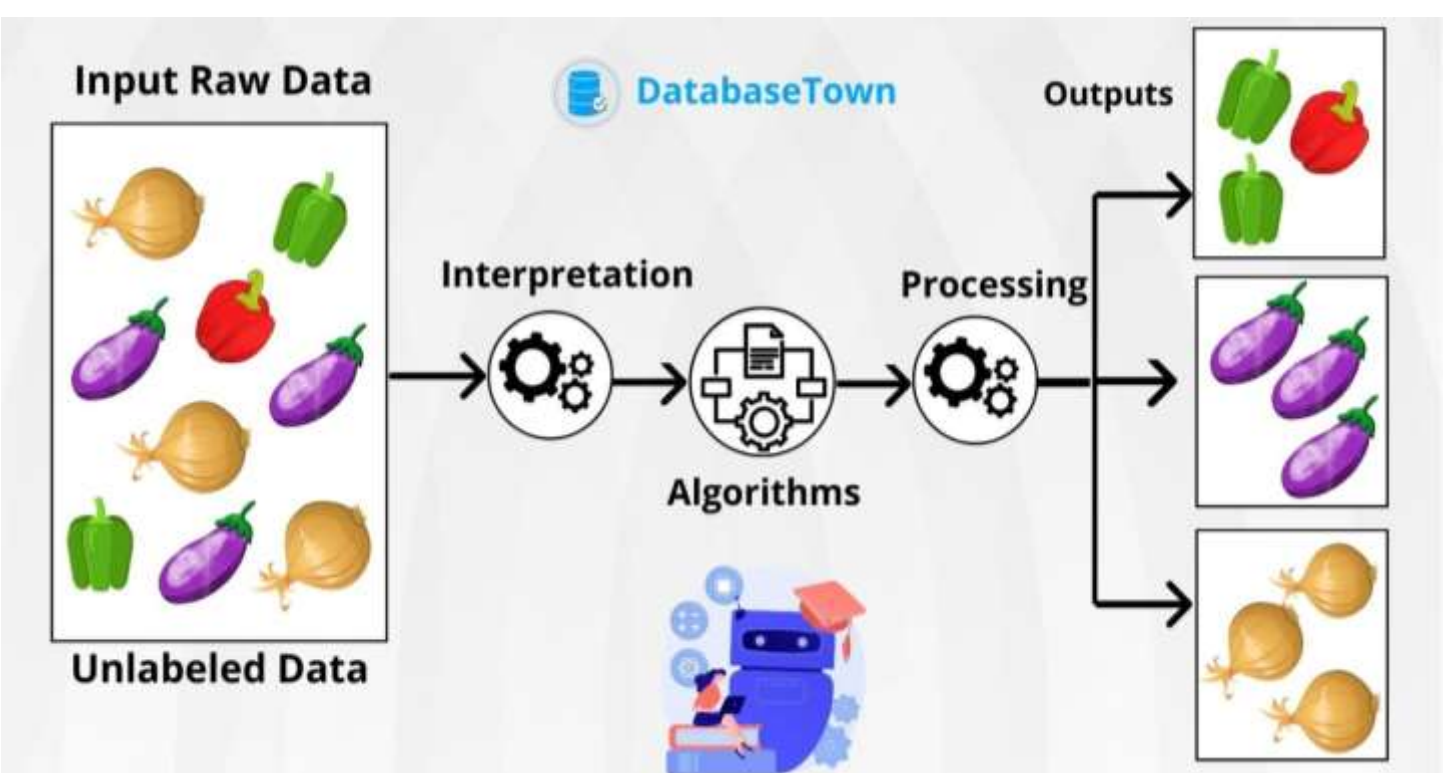 Input Raw Data
DatabaseTown
Outputs
Interpretation
Processing
Algorithms
Unlabeled Data